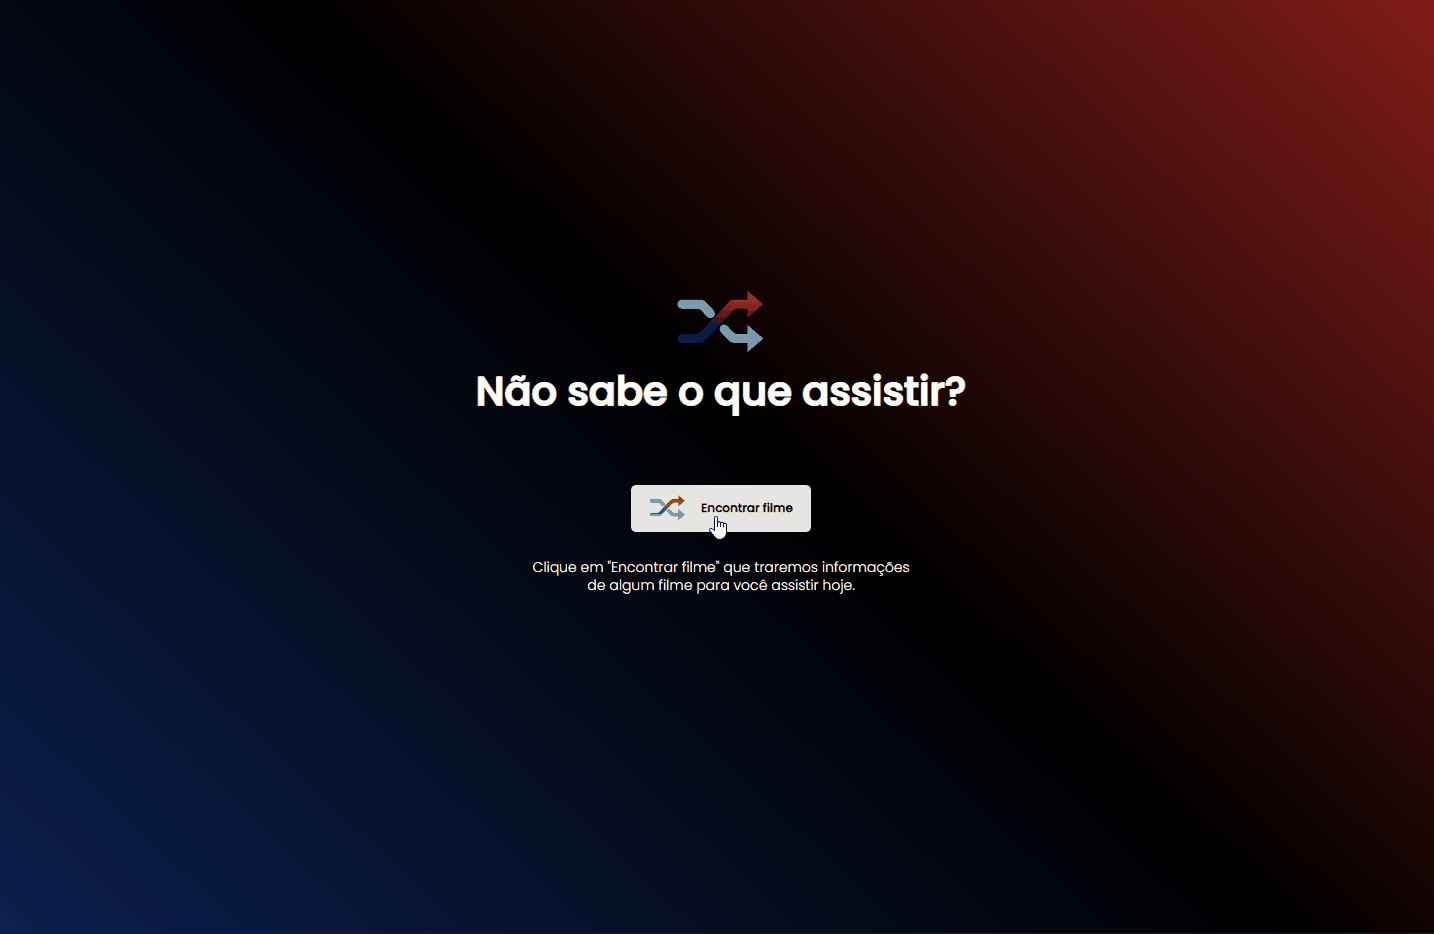 Não sabe o que assistir?
Encontrar filme
Clique em "Encontrar filme" que traremos informações
de algum filme para você assistir hoje.